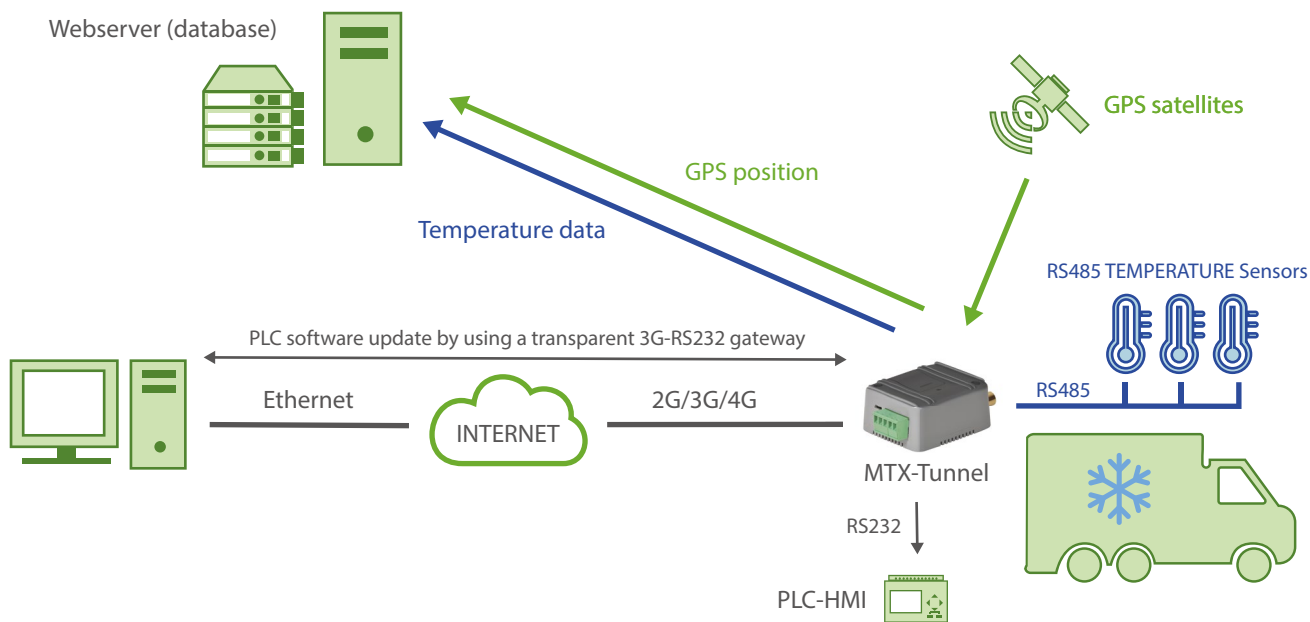 Webserver (database)
GPS satellites
GPS position
Temperature data
RS485 TEMPERATURE Sensors
PLC software update by using a transparent 3G-RS232 gateway
RS485
Ethernet
2G/3G/4G
INTERNET
MTX-Tunnel
RS232
PLC-HMI